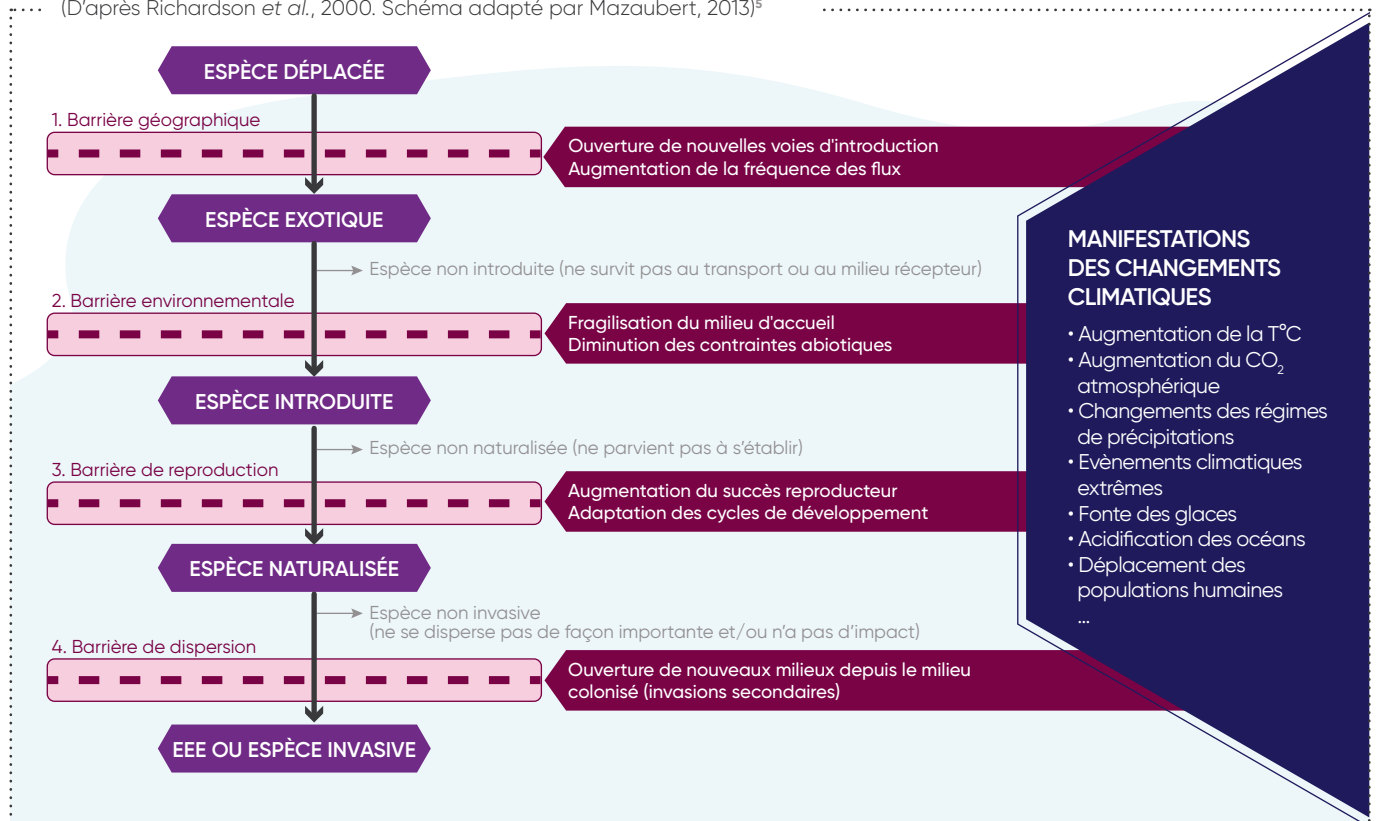 (D'après Richardson et al., 2000. Schéma adapté par Mazaubert, 2013)⁵
ESPÈCE DÉPLACÉE
1. Barrière géographique
Ouverture de nouvelles voies d'introduction
Augmentation de la fréquence des flux
ESPÈCE EXOTIQUE
Espèce non introduite (ne survit pas au transport ou au milieu récepteur)
2. Barrière environnementale
Fragilisation du milieu d'accueil
Diminution des contraintes abiotiques
ESPÈCE INTRODUITE
Espèce non naturalisée (ne parvient pas à s'établir)
3. Barrière de reproduction
Augmentation du succès reproducteur
Adaptation des cycles de développement
ESPÈCE NATURALISÉE
Espèce non invasive
(ne se disperse pas de façon importante et/ou n'a pas d'impact)
4. Barrière de dispersion
Ouverture de nouveaux milieux depuis le milieu
colonisé (invasions secondaires)
EEE OU ESPÈCE INVASIVE
MANIFESTATIONS
DES CHANGEMENTS
CLIMATIQUES
• Augmentation de la T°C
• Augmentation du CO₂
atmosphérique
• Changements des régimes
de précipitations
• Evènements climatiques
extrêmes
• Fonte des glaces
• Acidification des océans
• Déplacement des
populations humaines
...